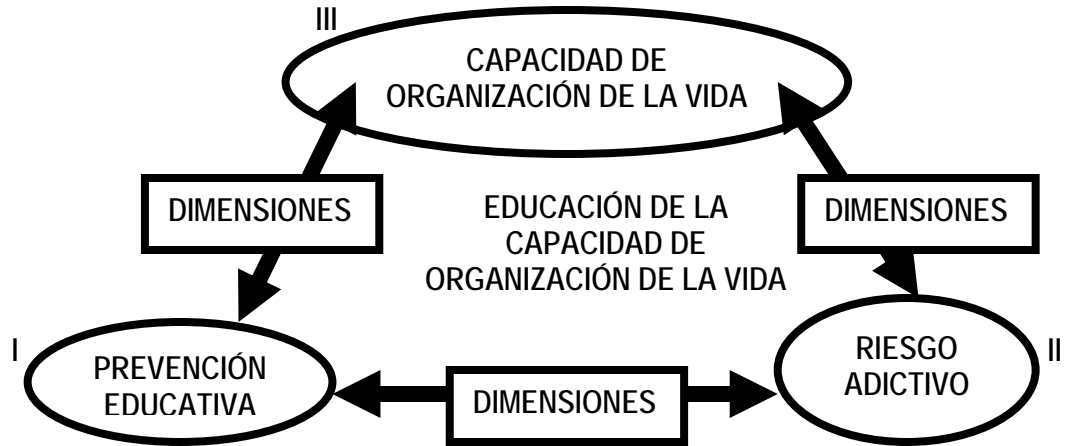 III
CAPACIDAD DE
ORGANIZACIÓN DE LA VIDA
DIMENSIONES
EDUCACIÓN DE LA
CAPACIDAD DE
ORGANIZACIÓN DE LA VIDA
DIMENSIONES
I
PREVENCIÓN
EDUCATIVA
DIMENSIONES
RIESGO
ADICTIVO
II